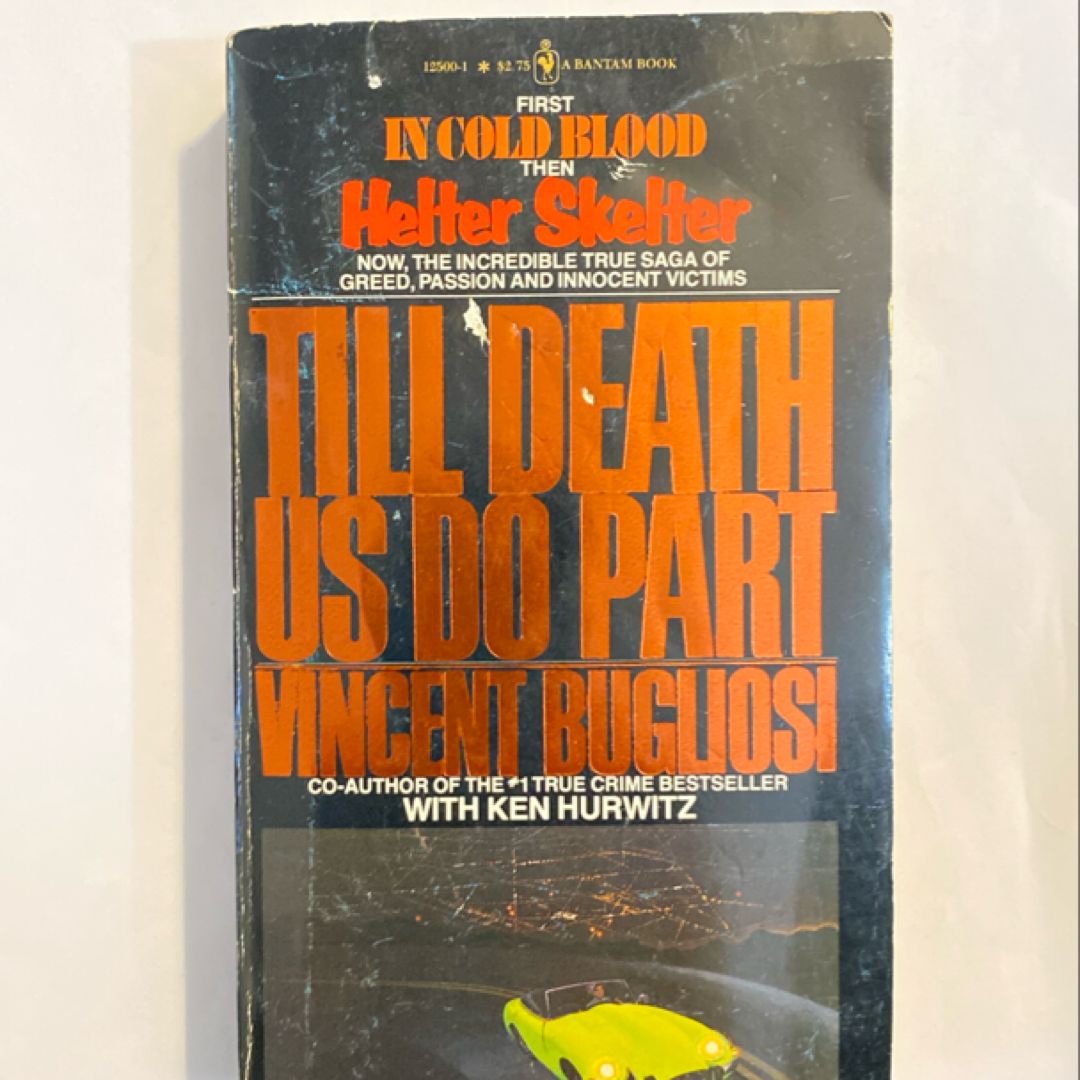 12500-1 * $2.75 A BANTAM BOOK
FIRST
IN COLD BLOOD
THEN
Helter Skelter
NOW, THE INCREDIBLE TRUE SAGA OF
GREED, PASSION AND INNOCENT VICTIMS
TILL DEATH
US DO PART
VINCENT BUGLIOSI
CO-AUTHOR OF THE #1 TRUE CRIME BESTSELLER
WITH KEN HURWITZ